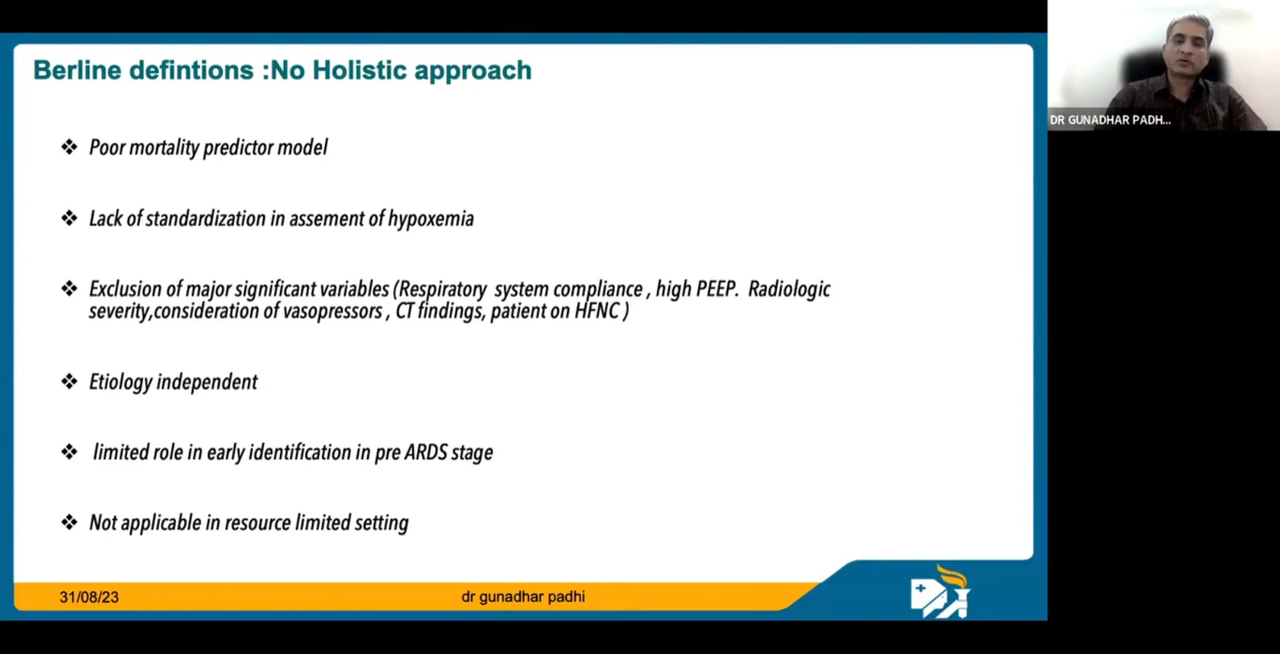 Berline defintions :No Holistic approach
❖ Poor mortality predictor model
❖ Lack of standardization in assement of hypoxemia
❖ Exclusion of major significant variables (Respiratory system compliance , high PEEP. Radiologic
severity,consideration of vasopressors , CT findings, patient on HFNC )
❖ Etiology independent
❖ limited role in early identification in pre ARDS stage
❖ Not applicable in resource limited setting
31/08/23
dr gunadhar padhi
DR GUNADHAR PADH...